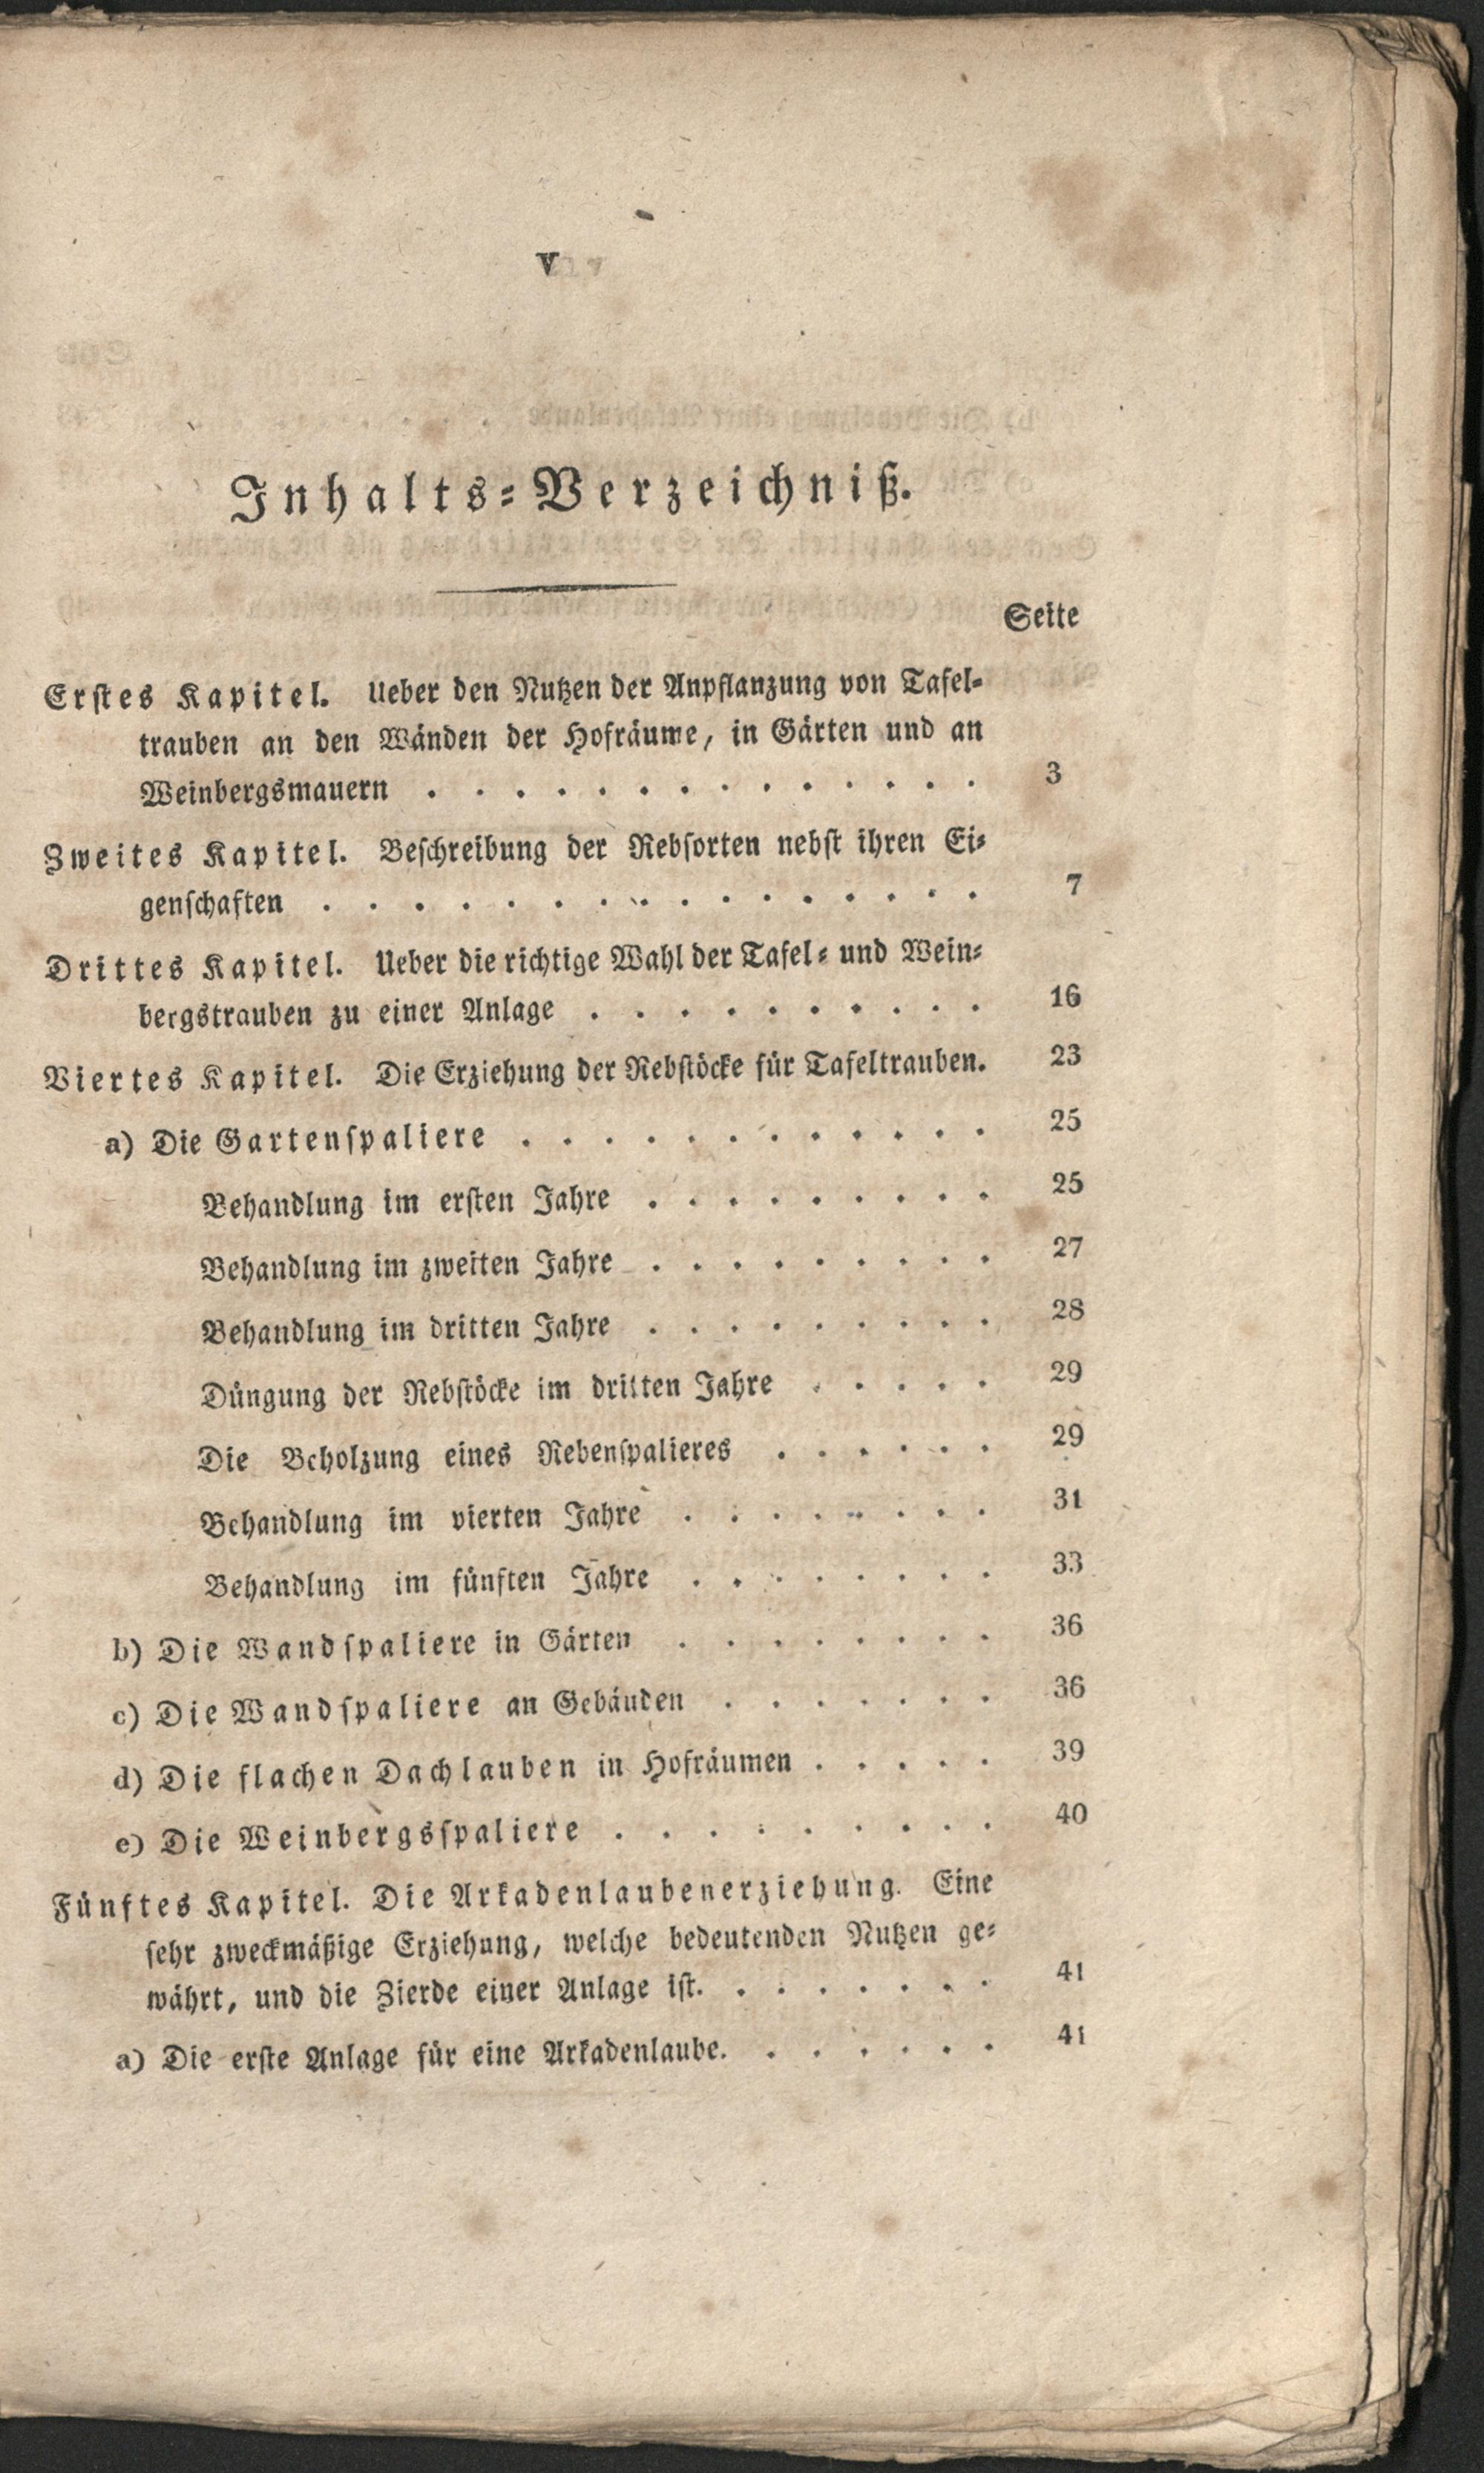 V
Inhalts-Verzeichniß.
Seite
Erstes Kapitel. Ueber den Nutzen der Anpflanzung von Tafel-
trauben an den Wänden der Hofräume, in Gärten und an
Weinbergsmauern . . . . . . . . . . . . . . 3
Zweites Kapitel. Beschreibung der Rebsorten nebst ihren Ei-
genschaften . . . . . . . . . . . . . . . . 7
Drittes Kapitel. Ueber die richtige Wahl der Tafel- und Wein-
bergstrauben zu einer Anlage . . . . . . . . . . 16
Viertes Kapitel. Die Erziehung der Rebstöcke für Tafeltrauben. 23
a) Die Gartenspaliere . . . . . . . . . . . . 25
Behandlung im ersten Jahre . . . . . . . . . 25
Behandlung im zweiten Jahre . . . . . . . . . 27
Behandlung im dritten Jahre . . . . . . . . . 28
Düngung der Rebstöcke im dritten Jahre . . . . . 29
Die Beholzung eines Rebenspalieres . . . . . . 29
Behandlung im vierten Jahre . . . . . . . . 31
Behandlung im fünften Jahre . . . . . . . . 33
b) Die Wandspaliere in Gärten . . . . . . . . 36
c) Die Wandspaliere an Gebäuden . . . . . . . 36
d) Die flachen Dachlauben in Hofräumen . . . . . 39
e) Die Weinbergsspaliere . . . . . . . . . . 40
Fünftes Kapitel. Die Arkadenlaubenerziehung. Eine
sehr zweckmäßige Erziehung, welche bedeutenden Nutzen ge-
währt, und die Zierde einer Anlage ist. . . . . . . . 41
a) Die erste Anlage für eine Arkadenlaube. . . . . . . 41